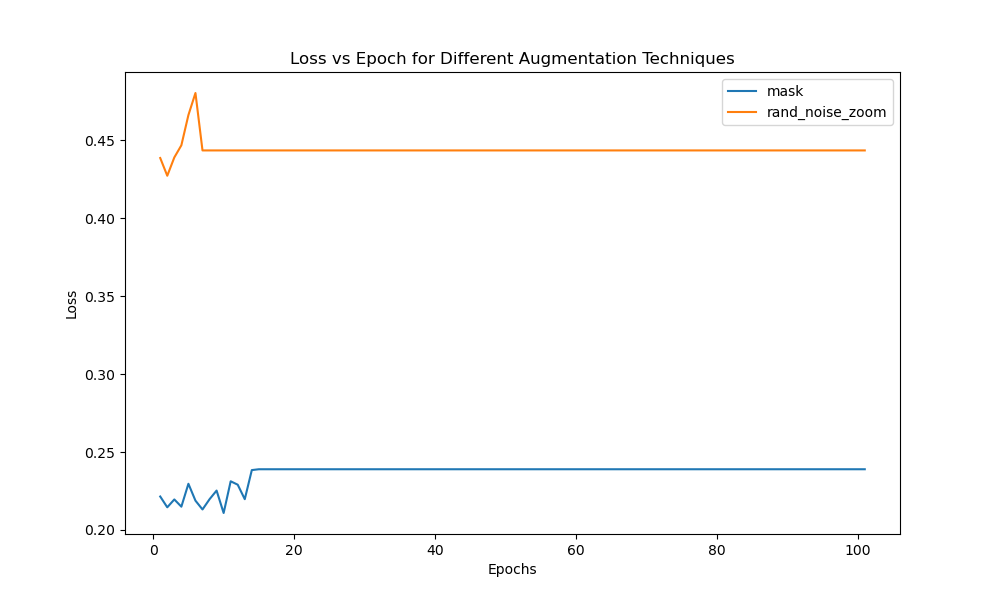 Loss vs Epoch for Different Augmentation Techniques
mask
rand_noise_zoom
0.45
0.40
0.35
0.30
0.25
0.20
Loss
0 20 40 60 80 100
Epochs